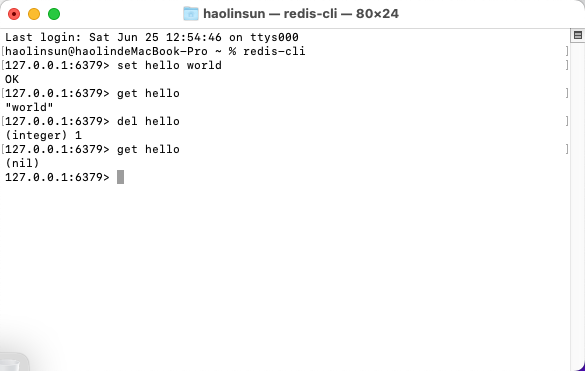 haolinsun — redis-cli — 80×24
Last login: Sat Jun 25 12:54:46 on ttys000
[haolinsun@haolindeMacBook-Pro ~ % redis-cli ]
[127.0.0.1:6379> set hello world ]
OK
[127.0.0.1:6379> get hello ]
"world"
[127.0.0.1:6379> del hello ]
(integer) 1
[127.0.0.1:6379> get hello ]
(nil)
127.0.0.1:6379>